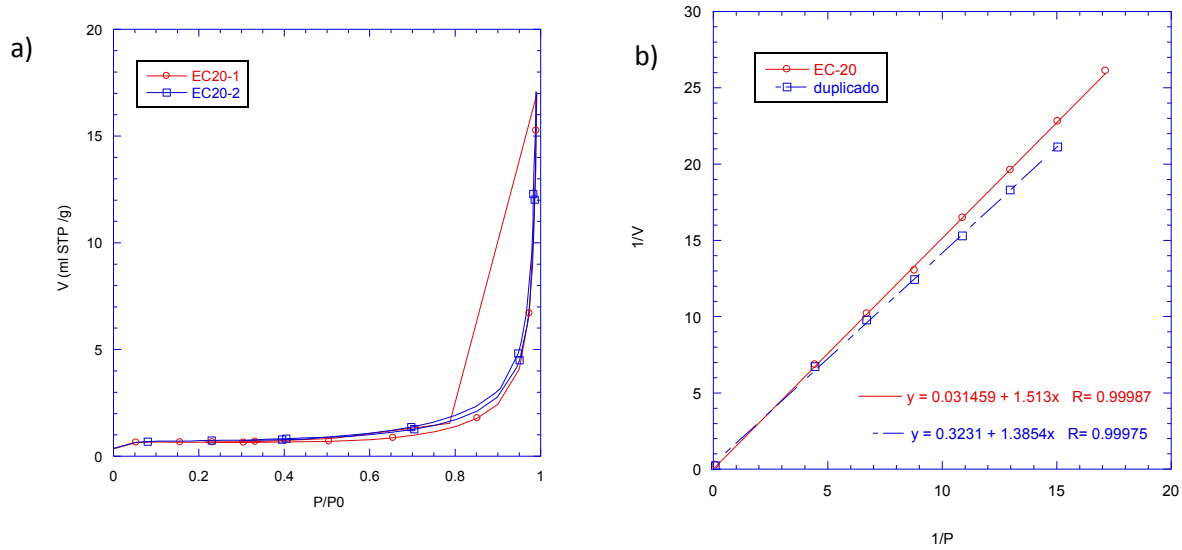 a)
EC20-1
EC20-2
V (ml STP /g)
20
15
10
5
0
0
0.2
0.4
0.6
0.8
1
P/P0
b)
EC-20
duplicado
1/V
30
25
20
15
10
5
0
y = 0.031459 + 1.513x R= 0.99987
y = 0.3231 + 1.3854x R= 0.99975
0
5
10
15
20
1/P